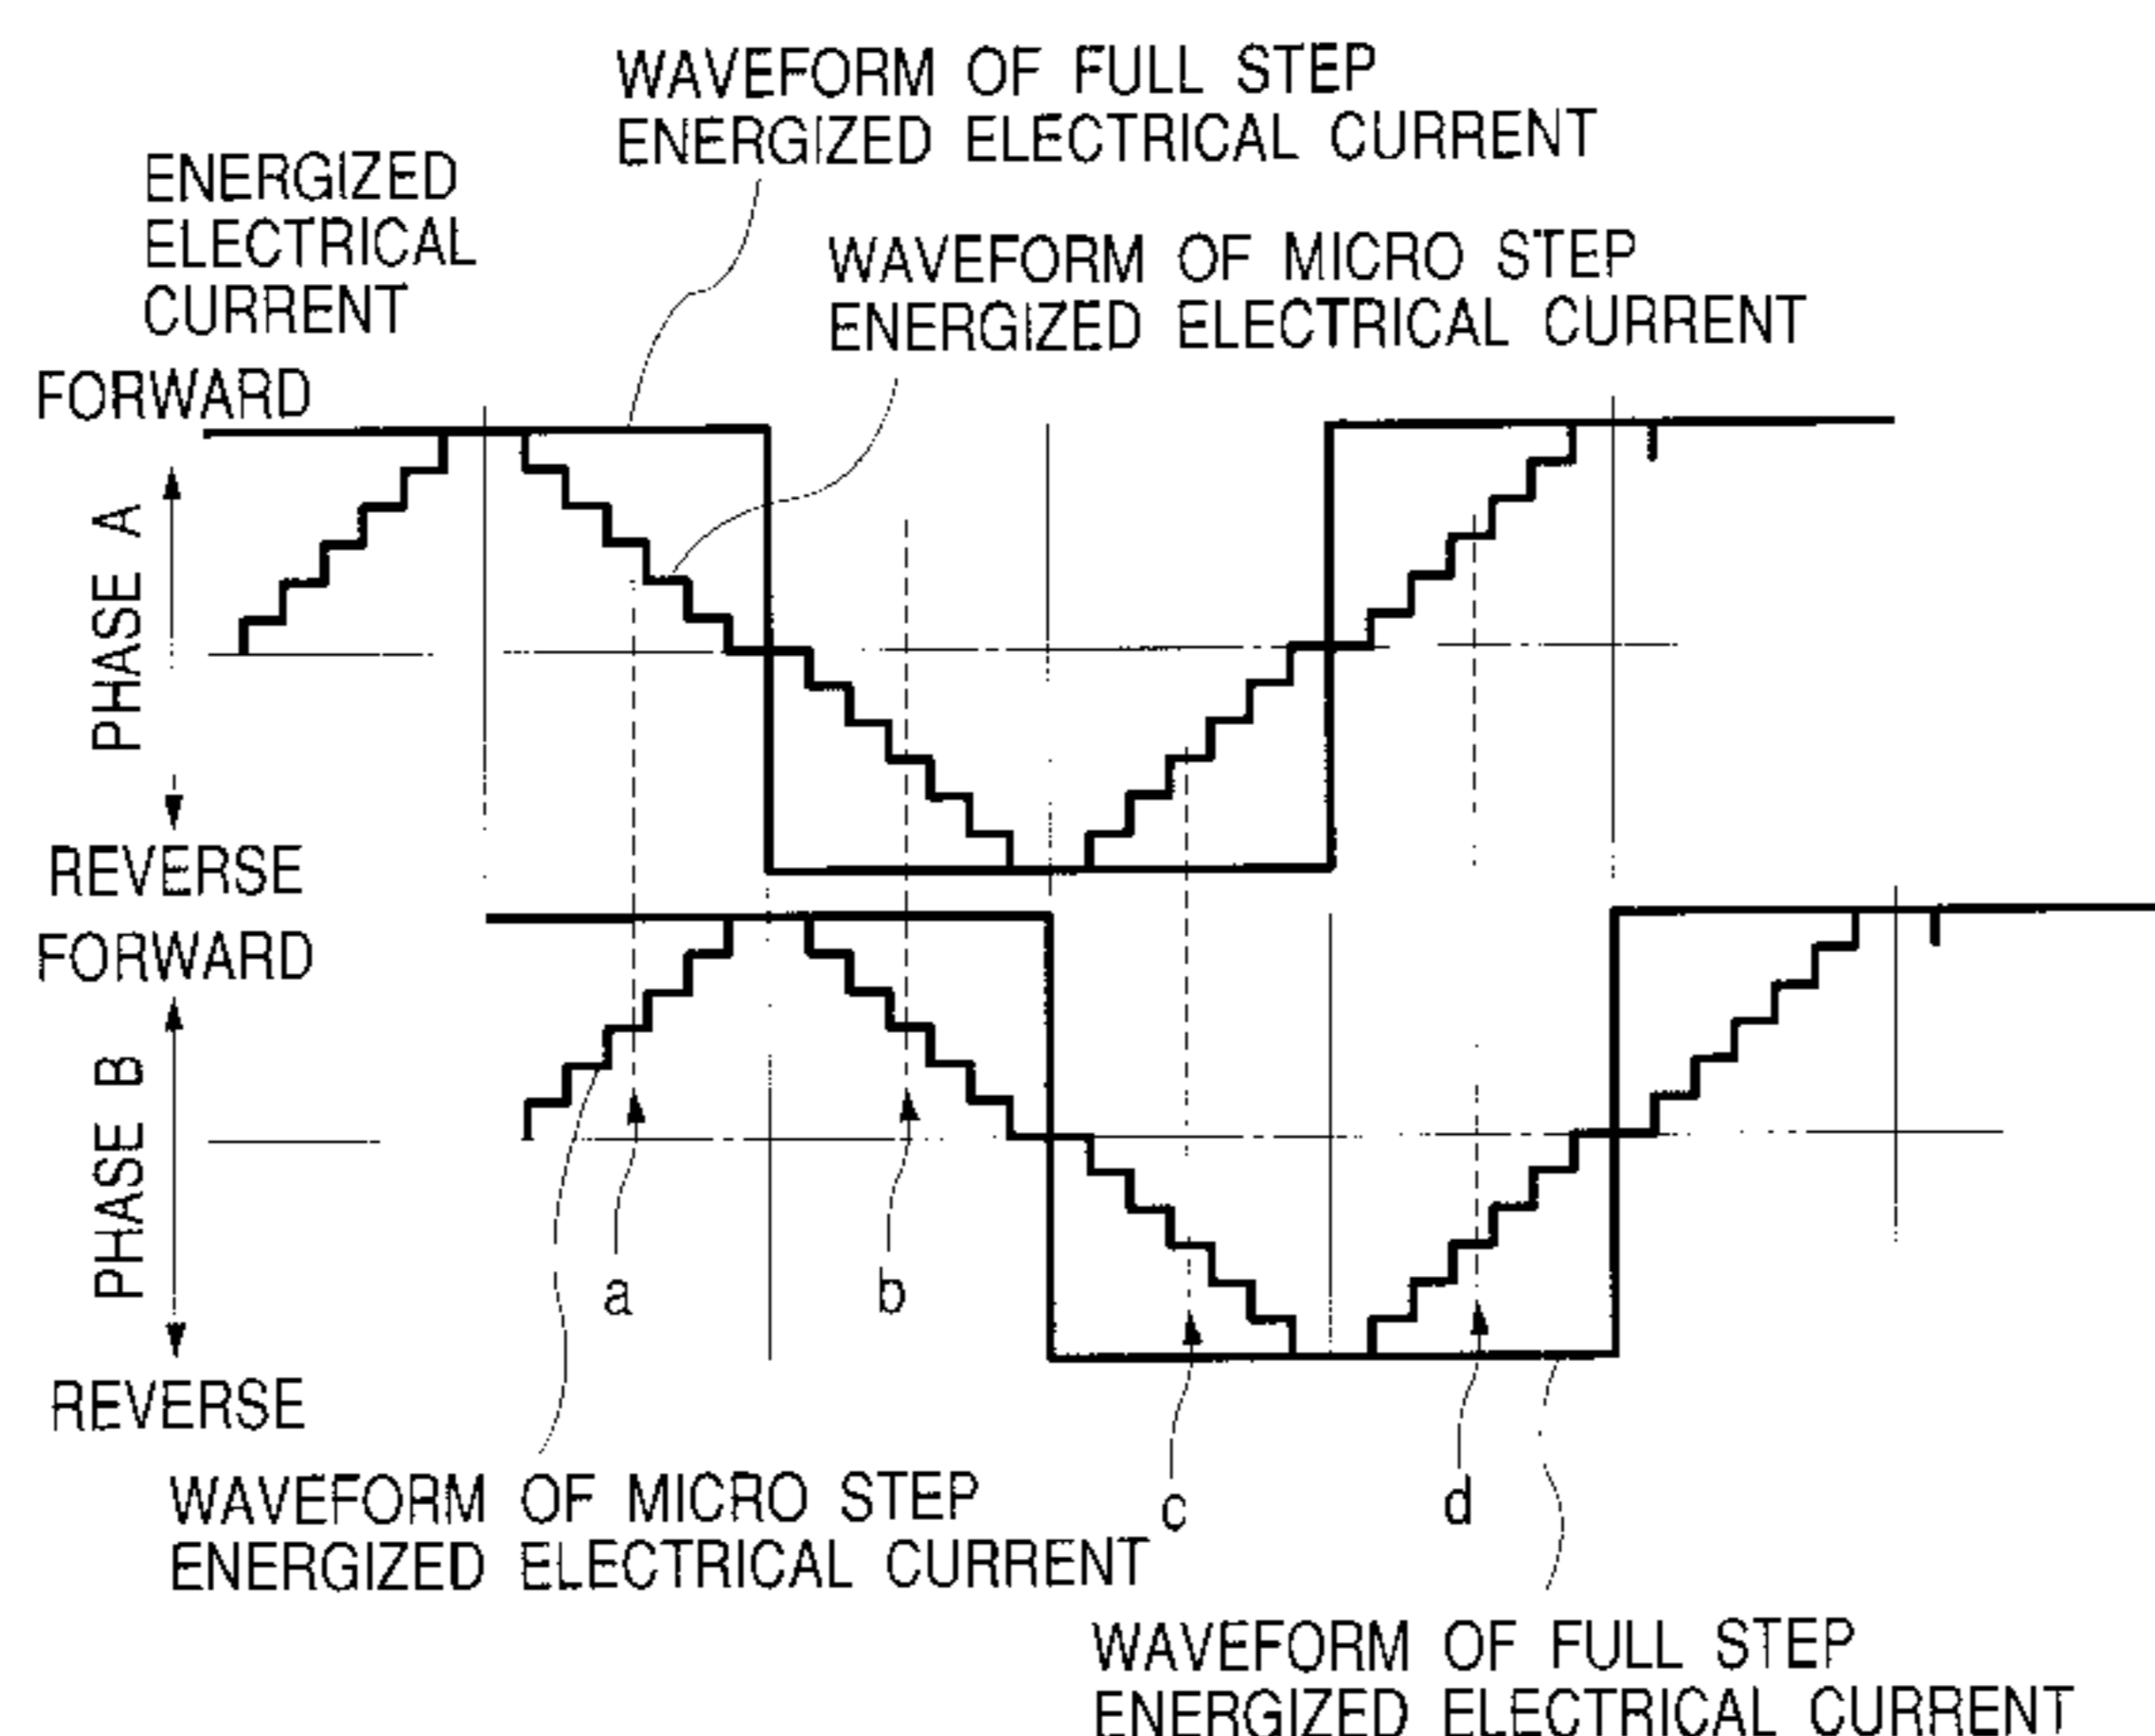 WAVEFORM OF FULL STEP
ENERGIZED ELECTRICAL CURRENT
ENERGIZED
ELECTRICAL
CURRENT
WAVEFORM OF MICRO STEP
ENERGIZED ELECTRICAL CURRENT
FORWARD
PHASE A
REVERSE
FORWARD
PHASE B
REVERSE
a
b
c
d
WAVEFORM OF MICRO STEP
ENERGIZED ELECTRICAL CURRENT
WAVEFORM OF FULL STEP
ENERGIZED ELECTRICAL CURRENT